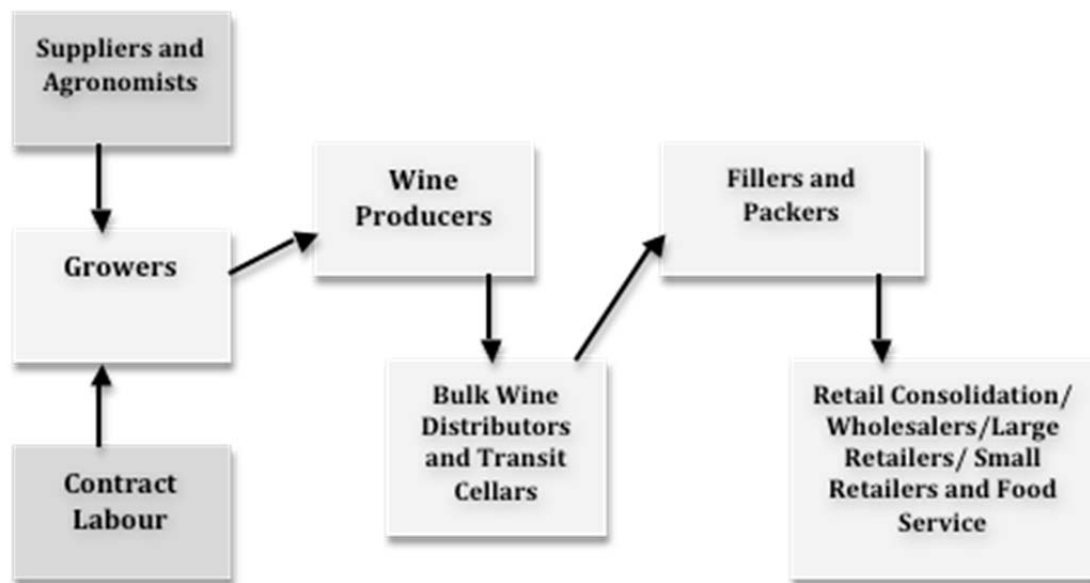 Suppliers and
Agronomists
Growers
Contract
Labour
Wine
Producers
Bulk Wine
Distributors
and Transit
Cellars
Fillers and
Packers
Retail Consolidation/
Wholesalers/Large
Retailers/ Small
Retailers and Food
Service